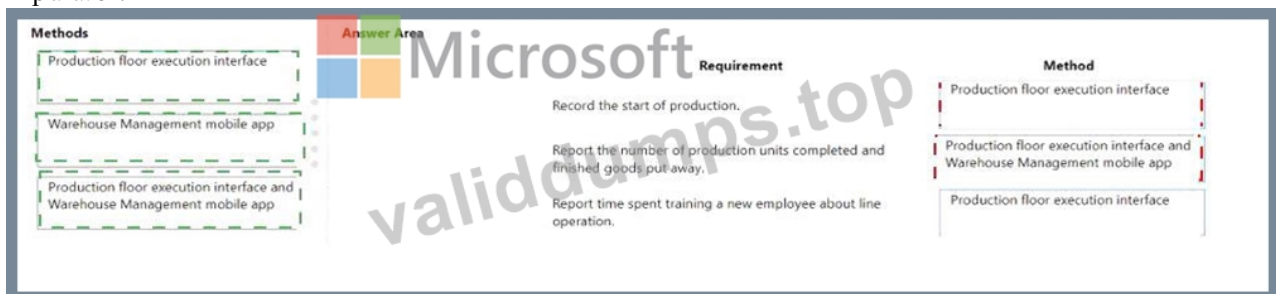 Methods
Answer Area
Microsoft
Production floor execution interface
Requirement
Method
Record the start of production.
Production floor execution interface
Warehouse Management mobile app
Report the number of production units completed and
finished goods put away.
Production floor execution interface and
Warehouse Management mobile app
Production floor execution interface and
Warehouse Management mobile app
Report time spent training a new employee about line
operation.
Production floor execution interface
validdumps.top